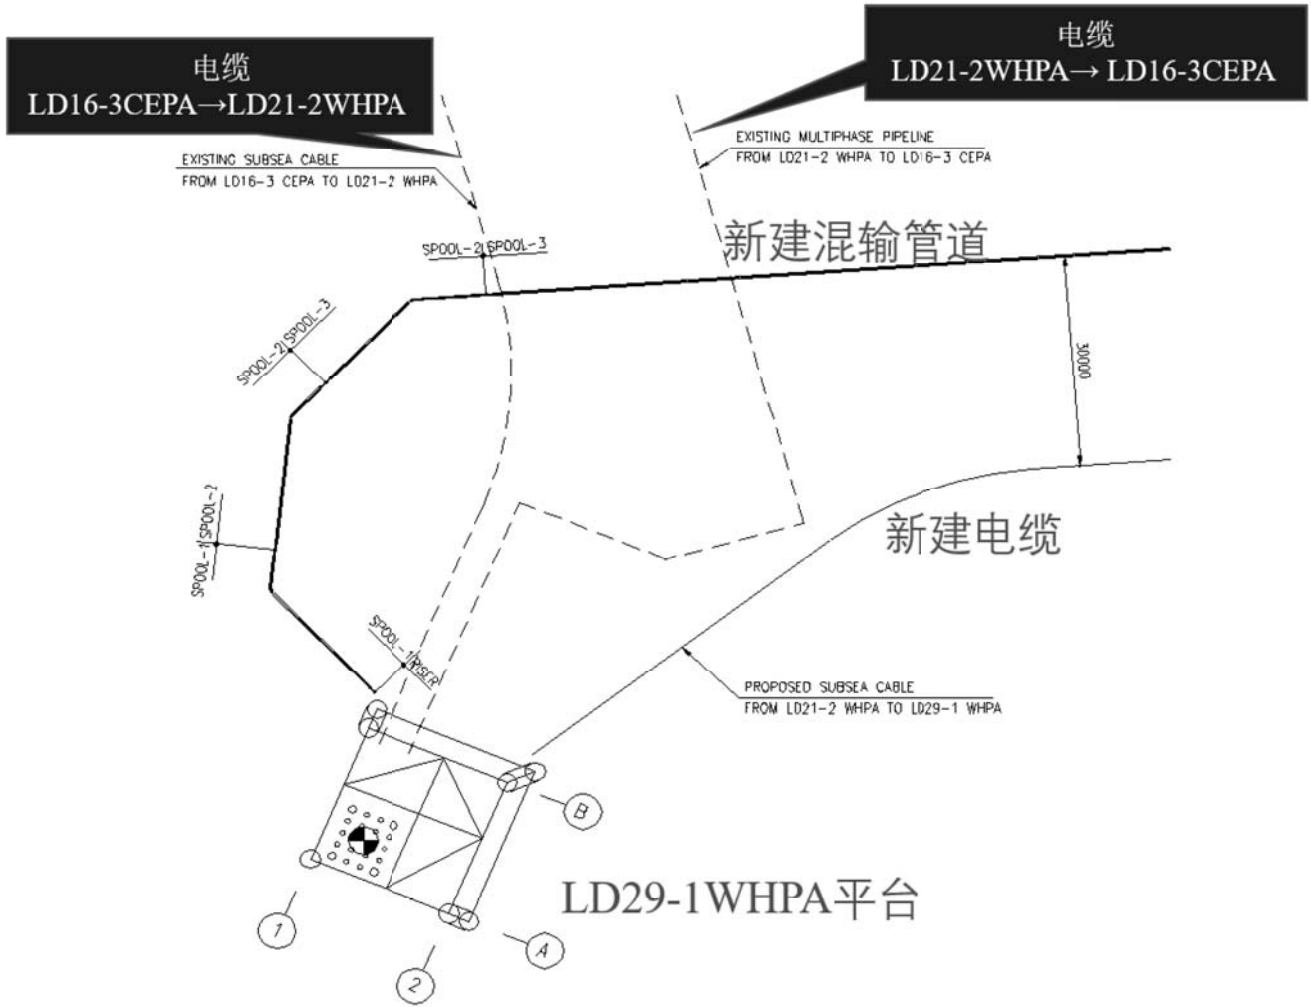 电缆
LD16-3CEPA→LD21-2WHPA
电缆
LD21-2WHPA→ LD16-3CEPA
EXISTING SUBSEA CABLE
FROM LD16-3 CEPA TO LD21-2 WHPA
EXISTING MULTIPHASE PIPELINE
FROM LD21-2 WHPA TO LD16-3 CEPA
新建混输管道
SPOOL-2 SPOOL-3
SPOOL-2 SPOOL-3
30000
SPOOL-1 SPOOL-2
新建电缆
SPOOL-1 RISER
PROPOSED SUBSEA CABLE
FROM LD21-2 WHPA TO LD29-1 WHPA
B
LD29-1WHPA平台
1
A
2